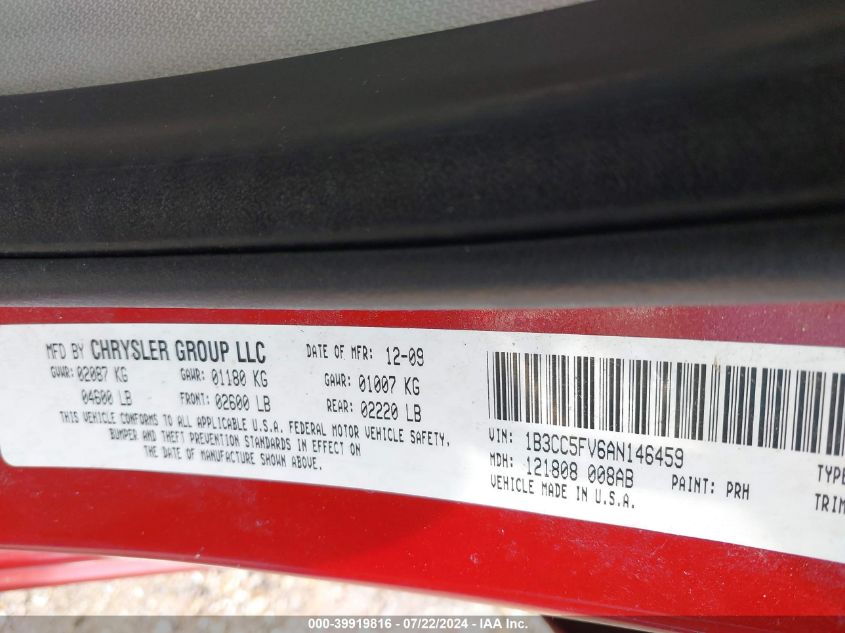 MFD BY CHRYSLER GROUP LLC
DATE OF MFR: 12-09
GVWR: 02087 KG
GAWR: 01180 KG
GAWR: 01007 KG
04600 LB
FRONT: 02600 LB
REAR: 02220 LB
THIS VEHICLE CONFORMS TO ALL APPLICABLE U.S.A. FEDERAL MOTOR VEHICLE SAFETY,
BUMPER AND THEFT PREVENTION STANDARDS IN EFFECT ON
THE DATE OF MANUFACTURE SHOWN ABOVE.
VIN: 1B3CC5FV6AN146459
MDH: 121808 008AB
PAINT: PRH
VEHICLE MADE IN U.S.A.
TYPE
TRIM
000-39919816 - 07/22/2024 - IAA Inc.